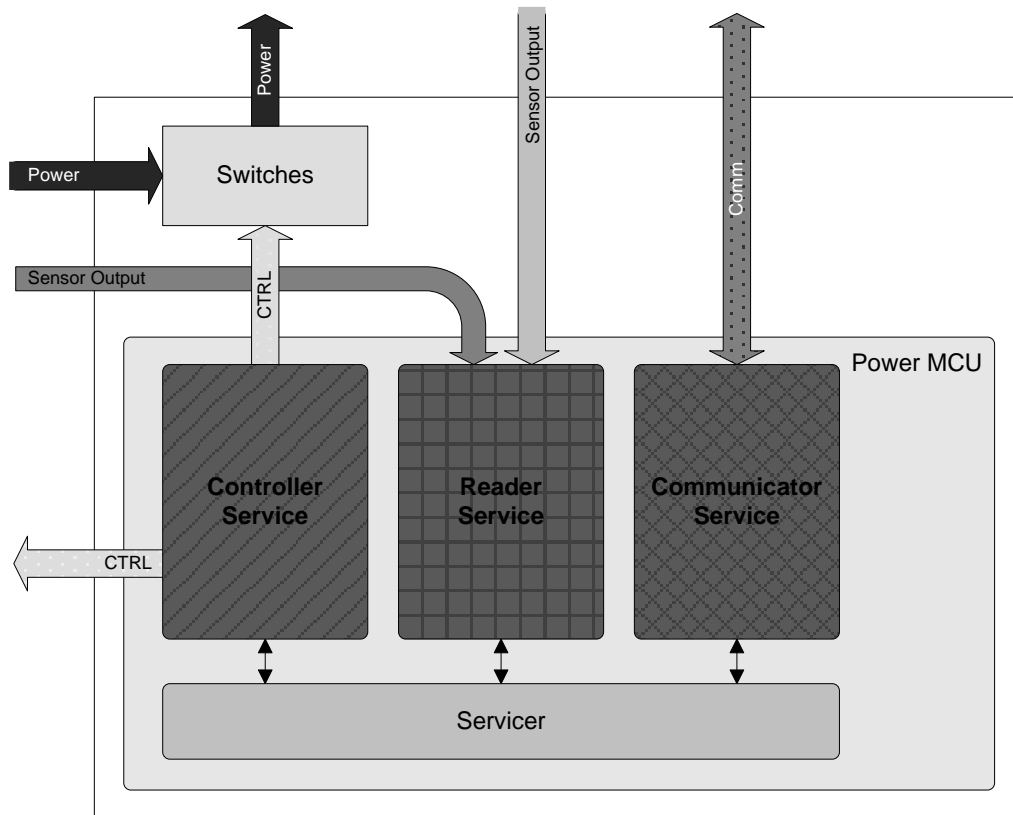 Power
Sensor Output
Comm
Power
Switches
Sensor Output
CTRL
Power MCU
Controller
Service
Reader
Service
Communicator
Service
CTRL
Servicer